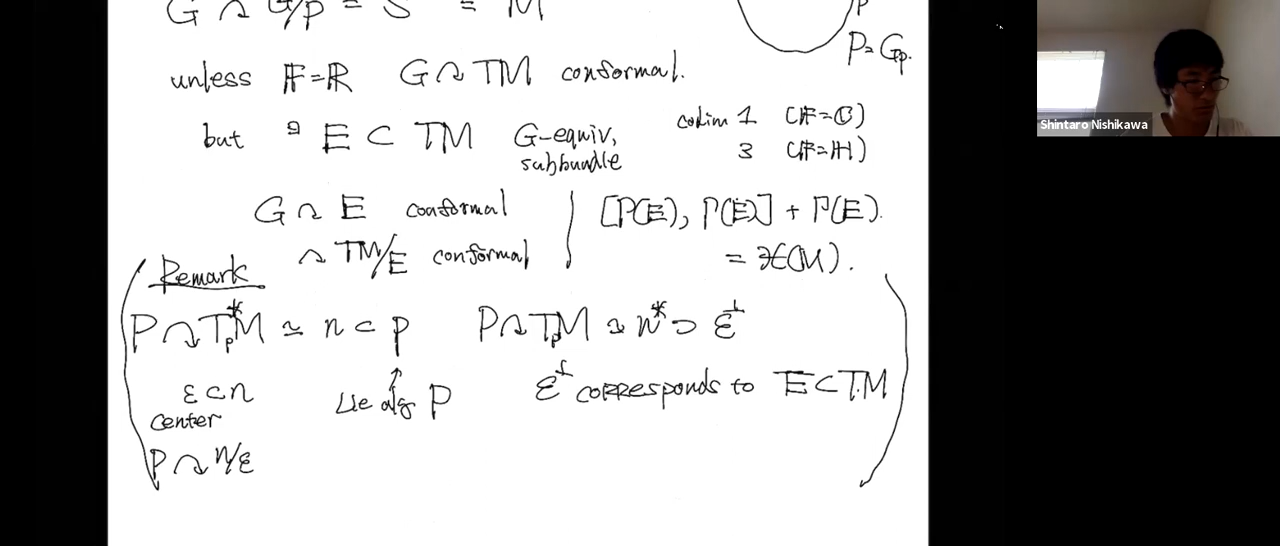 G ↷ G/P = S = M
P
P = G_p.
unless 𝔽=ℝ G↷TM conformal.
but ∃ E ⊂ TM G-equiv, subbundle
codim 1 (𝔽=ℂ)
3 (𝔽=ℍ)
G ↷ E conformal
↷ TM/E conformal
[Γ(E), Γ(E)] + Γ(E)
= 𝔛(M).
Remark
P↷T_p^*M ≃ n ⊂ p
P↷T_pM ≃ n^* ⊃ ε^⊥
ε ⊂ n
center
Lie alg P
ε^⊥ corresponds to E⊂TM
P ↷ n/ε
Shintaro Nishikawa